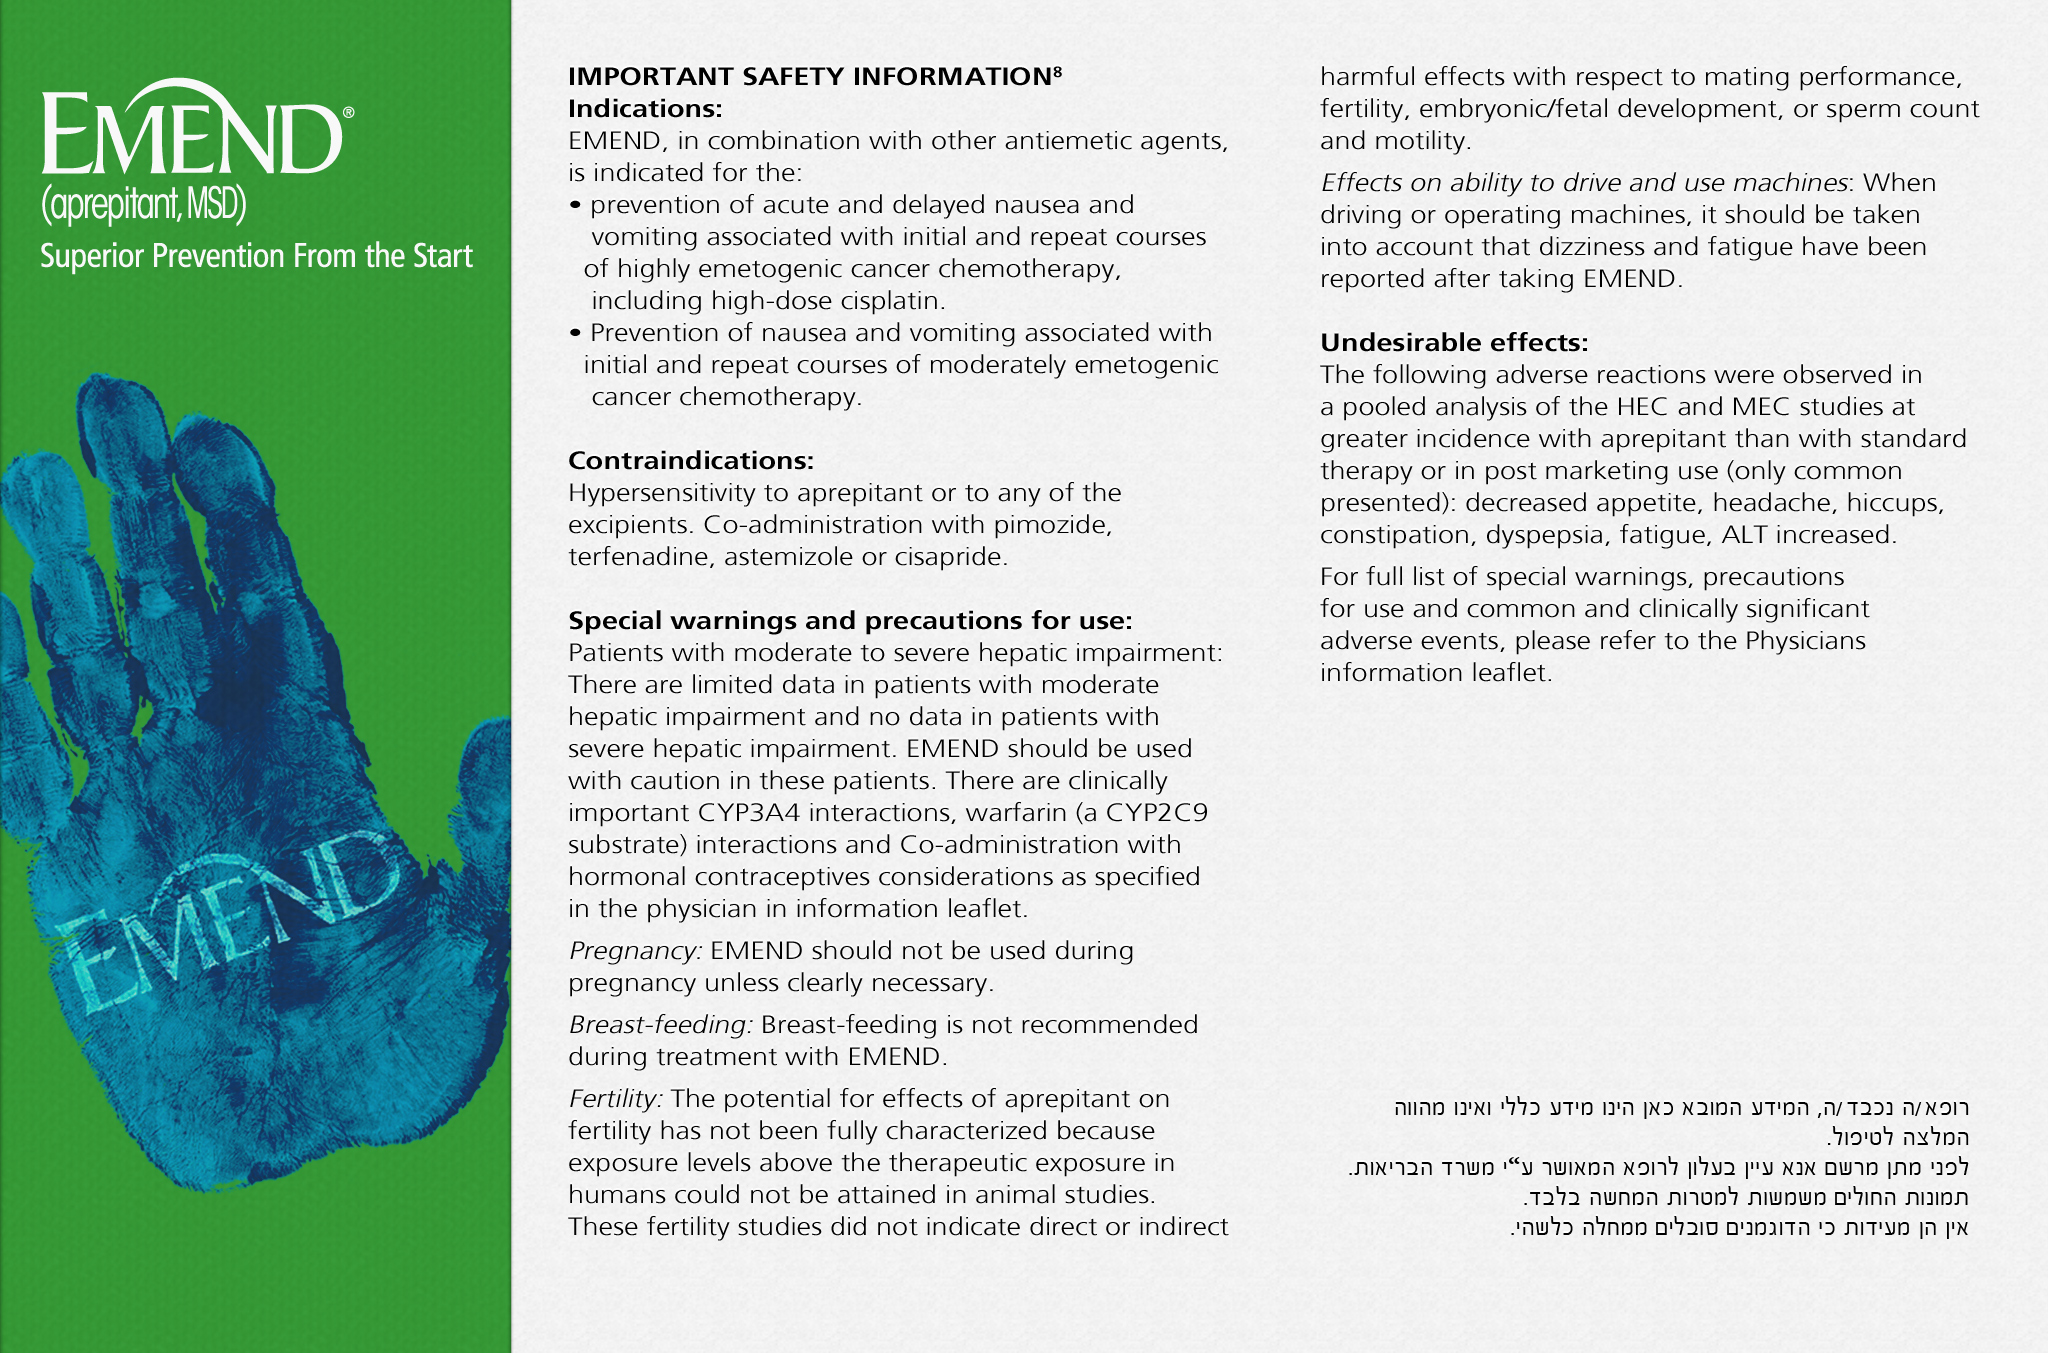 EMEND®
(aprepitant, MSD)
Superior Prevention From the Start
EMEND
IMPORTANT SAFETY INFORMATION⁸
Indications:
EMEND, in combination with other antiemetic agents,
is indicated for the:
• prevention of acute and delayed nausea and
vomiting associated with initial and repeat courses
of highly emetogenic cancer chemotherapy,
including high-dose cisplatin.
• Prevention of nausea and vomiting associated with
initial and repeat courses of moderately emetogenic
cancer chemotherapy.
Contraindications:
Hypersensitivity to aprepitant or to any of the
excipients. Co-administration with pimozide,
terfenadine, astemizole or cisapride.
Special warnings and precautions for use:
Patients with moderate to severe hepatic impairment:
There are limited data in patients with moderate
hepatic impairment and no data in patients with
severe hepatic impairment. EMEND should be used
with caution in these patients. There are clinically
important CYP3A4 interactions, warfarin (a CYP2C9
substrate) interactions and Co-administration with
hormonal contraceptives considerations as specified
in the physician in information leaflet.
Pregnancy: EMEND should not be used during
pregnancy unless clearly necessary.
Breast-feeding: Breast-feeding is not recommended
during treatment with EMEND.
Fertility: The potential for effects of aprepitant on
fertility has not been fully characterized because
exposure levels above the therapeutic exposure in
humans could not be attained in animal studies.
These fertility studies did not indicate direct or indirect
harmful effects with respect to mating performance,
fertility, embryonic/fetal development, or sperm count
and motility.
Effects on ability to drive and use machines: When
driving or operating machines, it should be taken
into account that dizziness and fatigue have been
reported after taking EMEND.
Undesirable effects:
The following adverse reactions were observed in
a pooled analysis of the HEC and MEC studies at
greater incidence with aprepitant than with standard
therapy or in post marketing use (only common
presented): decreased appetite, headache, hiccups,
constipation, dyspepsia, fatigue, ALT increased.
For full list of special warnings, precautions
for use and common and clinically significant
adverse events, please refer to the Physicians
information leaflet.
רופא/ה נכבד/ה, המידע המובא כאן הינו מידע כללי ואינו מהווה
המלצה לטיפול.
לפני מתן מרשם אנא עיין בעלון לרופא המאושר ע“י משרד הבריאות.
תמונות החולים משמשות למטרות המחשה בלבד.
אין הן מעידות כי הדוגמנים סובלים ממחלה כלשהי.